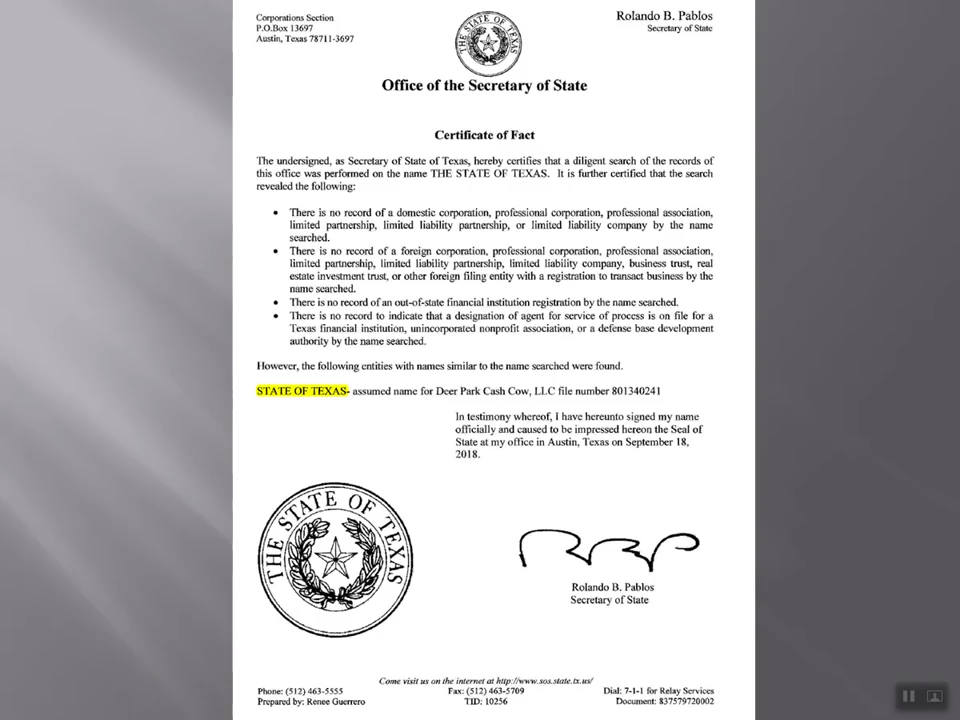 Corporations Section
P.O.Box 13697
Austin, Texas 78711-3697
Rolando B. Pablos
Secretary of State
THE STATE OF TEXAS
Office of the Secretary of State
Certificate of Fact
The undersigned, as Secretary of State of Texas, hereby certifies that a diligent search of the records of
this office was performed on the name THE STATE OF TEXAS. It is further certified that the search
revealed the following:
• There is no record of a domestic corporation, professional corporation, professional association,
limited partnership, limited liability partnership, or limited liability company by the name
searched.
• There is no record of a foreign corporation, professional corporation, professional association,
limited partnership, limited liability partnership, limited liability company, business trust, real
estate investment trust, or other foreign filing entity with a registration to transact business by the
name searched.
• There is no record of an out-of-state financial institution registration by the name searched.
• There is no record to indicate that a designation of agent for service of process is on file for a
Texas financial institution, unincorporated nonprofit association, or a defense base development
authority by the name searched.
However, the following entities with names similar to the name searched were found.
STATE OF TEXAS- assumed name for Deer Park Cash Cow, LLC file number 801340241
In testimony whereof, I have hereunto signed my name
officially and caused to be impressed hereon the Seal of
State at my office in Austin, Texas on September 18,
2018.
THE STATE OF TEXAS
Rolando B. Pablos
Secretary of State
Come visit us on the internet at http://www.sos.state.tx.us/
Phone: (512) 463-5555
Fax: (512) 463-5709
Dial: 7-1-1 for Relay Services
Prepared by: Renee Guerrero
TID: 10256
Document: 837579720002